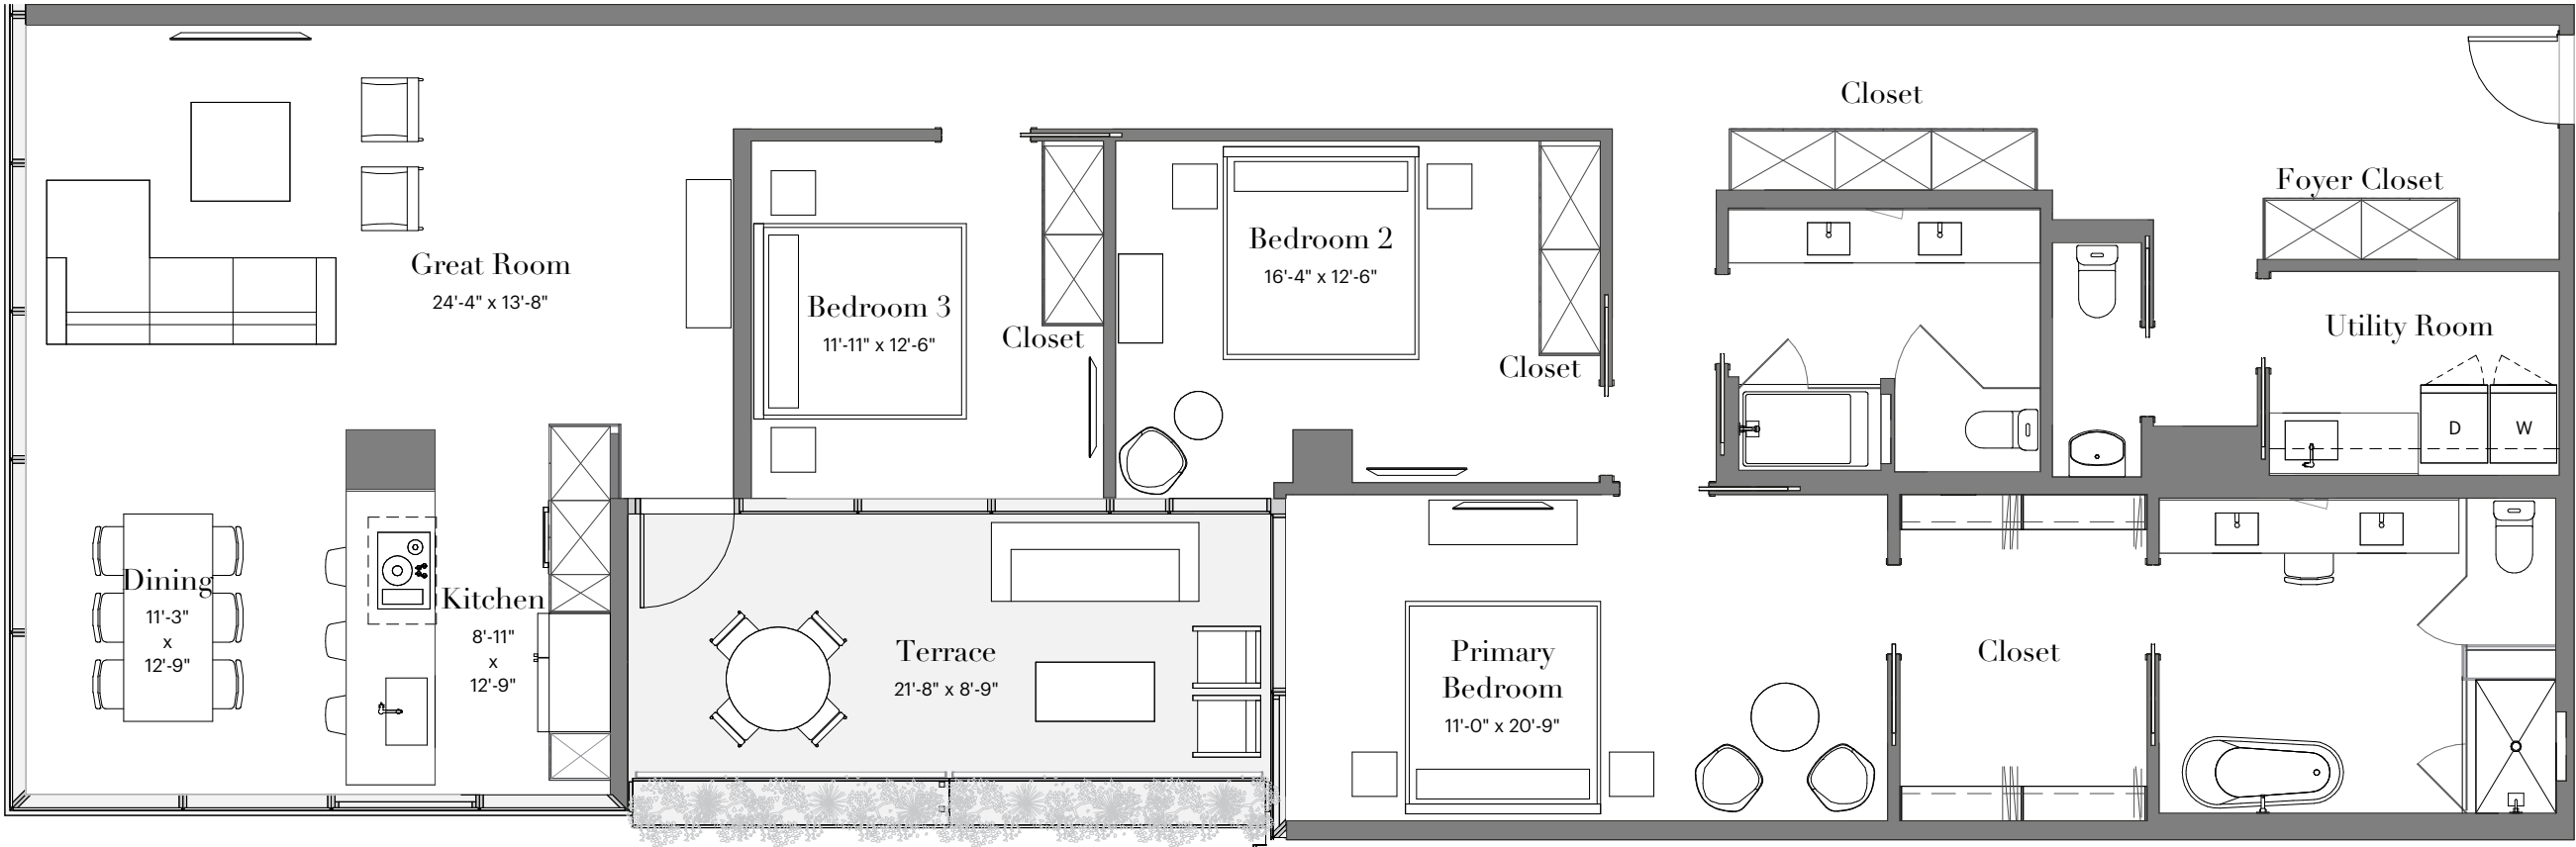 Closet
Foyer Closet
Great Room
24'-4" x 13'-8"
Bedroom 3
11'-11" x 12'-6"
Closet
Bedroom 2
16'-4" x 12'-6"
Closet
Utility Room
D
W
Dining
11'-3"
x
12'-9"
Kitchen
8'-11"
x
12'-9"
Terrace
21'-8" x 8'-9"
Primary
Bedroom
11'-0" x 20'-9"
Closet